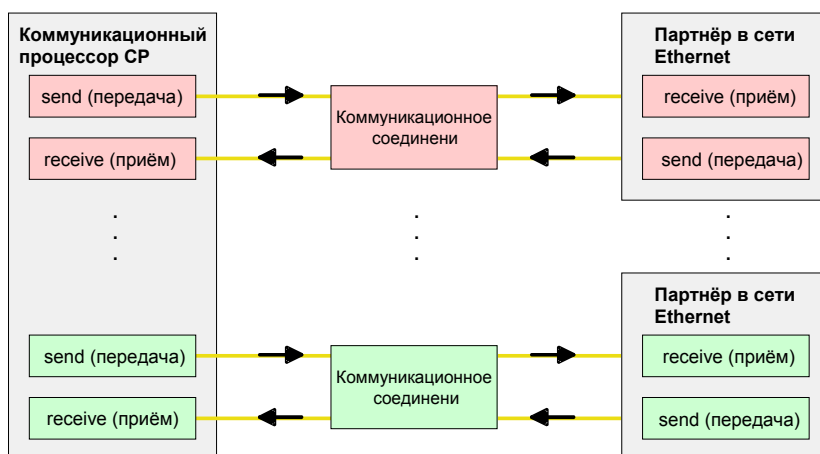 Коммуникационный
процессор CP
Партнёр в сети
Ethernet
send (передача)
Коммуникационное
соединени
receive (приём)
receive (приём)
send (передача)
Партнёр в сети
Ethernet
send (передача)
Коммуникационное
соединени
receive (приём)
receive (приём)
send (передача)